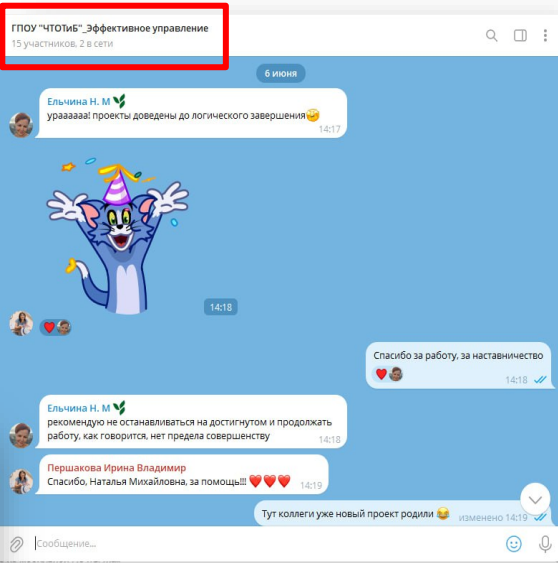 ГПОУ "ЧТОТиБ"_Эффективное управление
15 участников, 2 в сети
6 июня
Ельчина Н. М
ураааааа! проекты доведены до логического завершения
14:17
14:18
Спасибо за работу, за наставничество
14:18
Ельчина Н. М
рекомендую не останавливаться на достигнутом и продолжать
работу, как говорится, нет предела совершенству
14:18
Першакова Ирина Владимир
Спасибо, Наталья Михайловна, за помощь!!!
14:19
Тут коллеги уже новый проект родили
изменено 14:19
Сообщение...